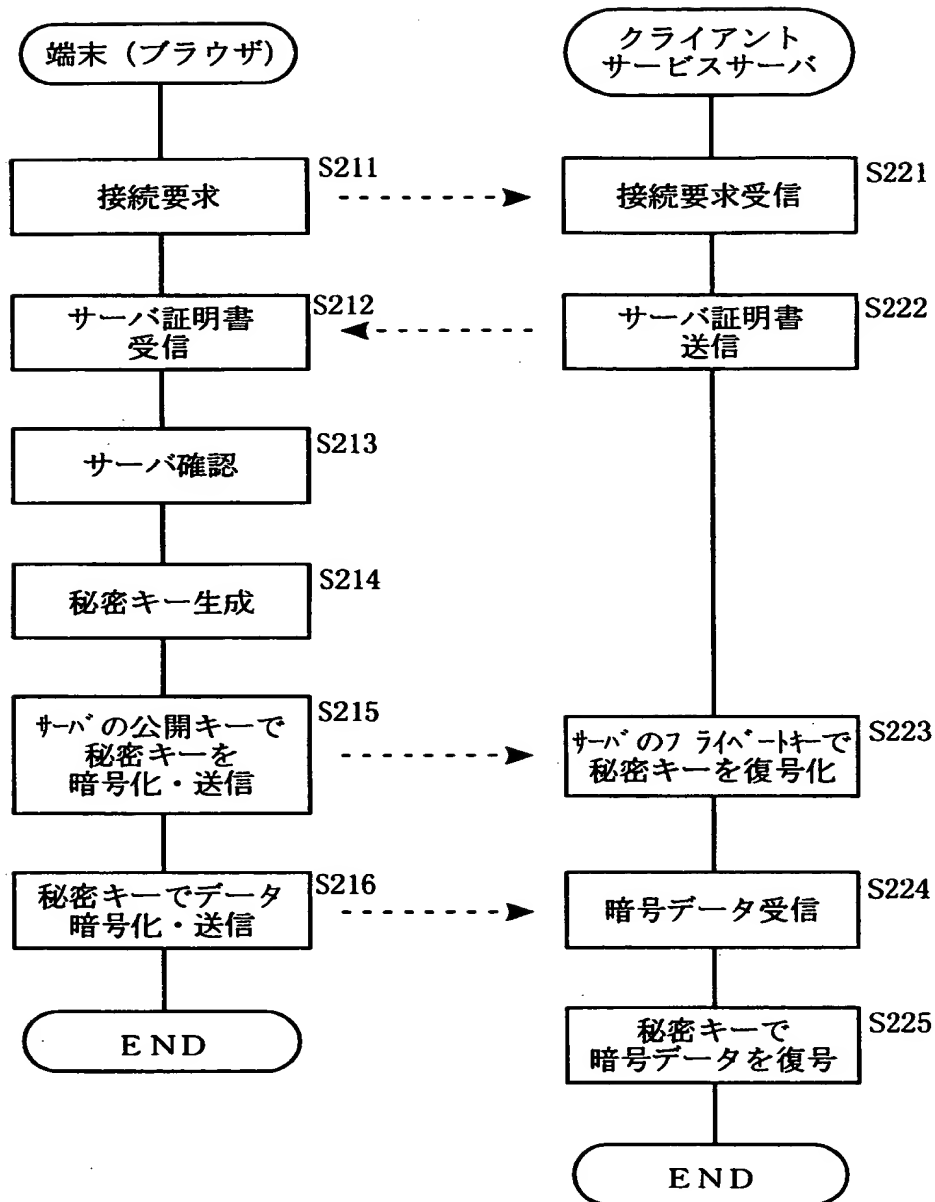 端末（ブラウザ）
クライアント
サービスサーバ
S211
接続要求
S221
接続要求受信
S212
サーバ証明書
受信
S222
サーバ証明書
送信
S213
サーバ確認
S214
秘密キー生成
S215
サーバの公開キーで
秘密キーを
暗号化・送信
S223
サーバのフ ライベートキーで
秘密キーを復号化
S216
秘密キーでデータ
暗号化・送信
S224
暗号データ受信
S225
秘密キーで
暗号データを復号
END
END